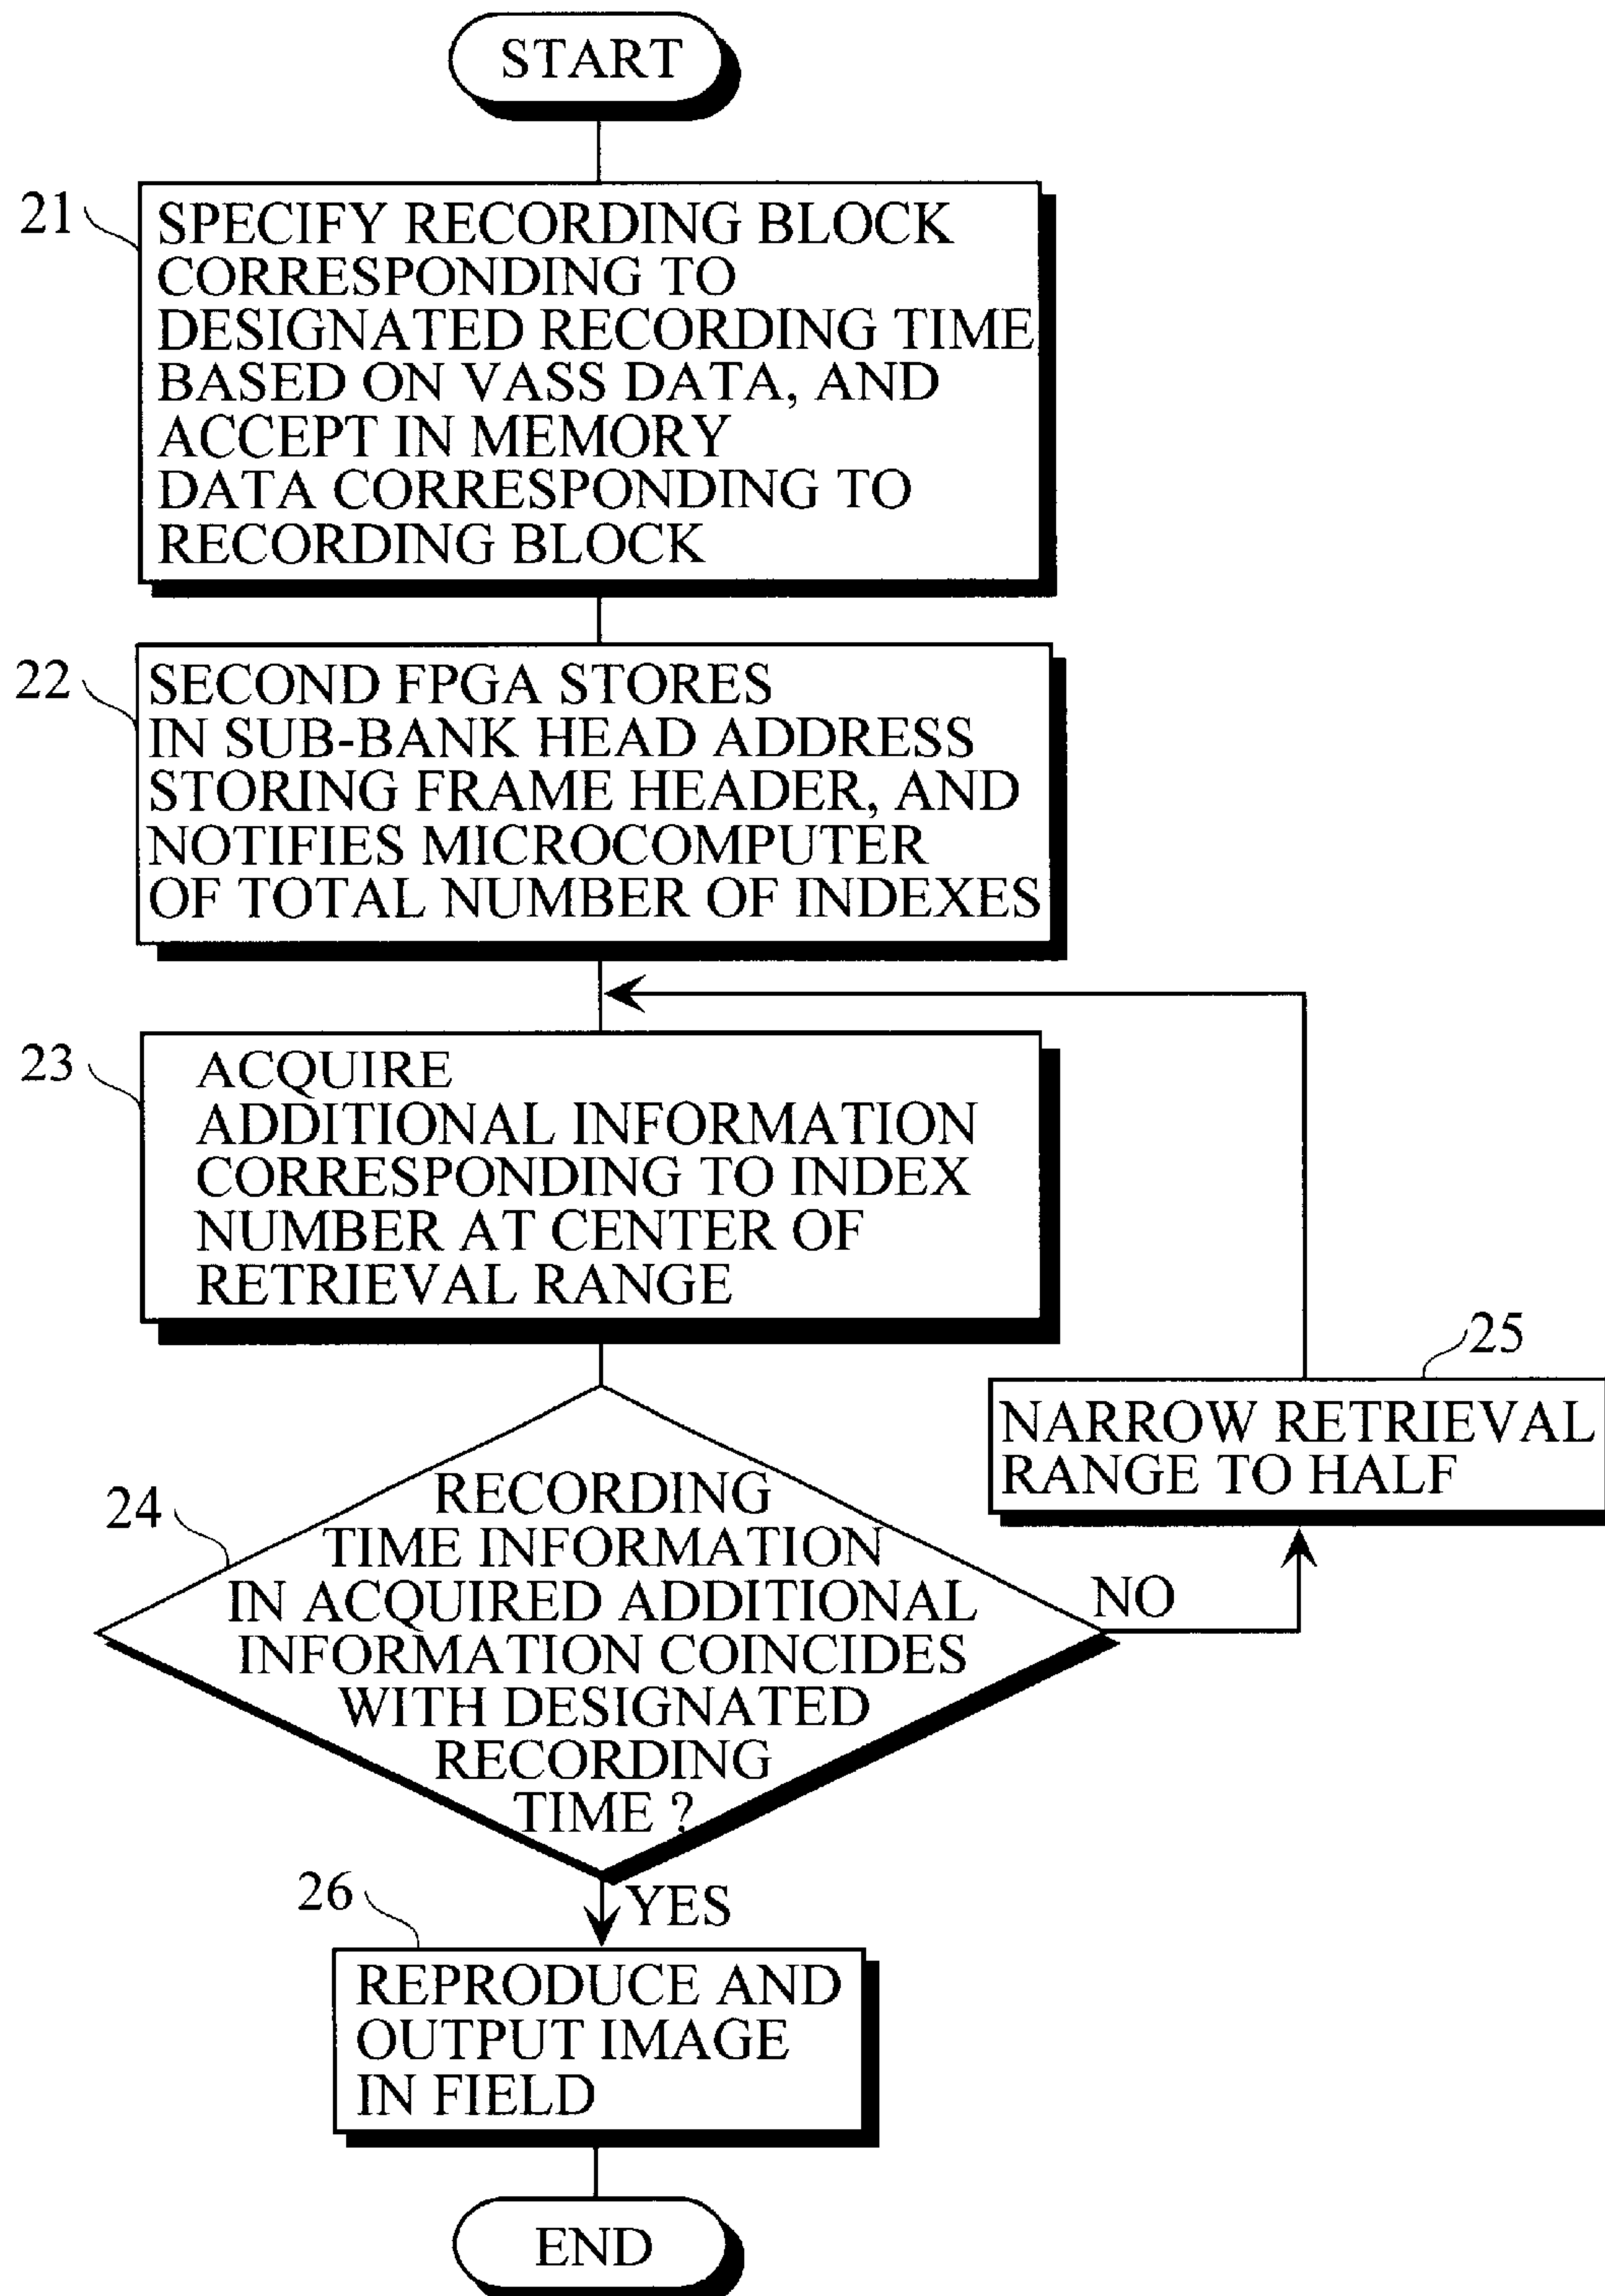 START
21
SPECIFY RECORDING BLOCK
CORRESPONDING TO
DESIGNATED RECORDING TIME
BASED ON VASS DATA, AND
ACCEPT IN MEMORY
DATA CORRESPONDING TO
RECORDING BLOCK
22
SECOND FPGA STORES
IN SUB-BANK HEAD ADDRESS
STORING FRAME HEADER, AND
NOTIFIES MICROCOMPUTER
OF TOTAL NUMBER OF INDEXES
23
ACQUIRE
ADDITIONAL INFORMATION
CORRESPONDING TO INDEX
NUMBER AT CENTER OF
RETRIEVAL RANGE
24
RECORDING
TIME INFORMATION
IN ACQUIRED ADDITIONAL
INFORMATION COINCIDES
WITH DESIGNATED
RECORDING
TIME ?
NO
25
NARROW RETRIEVAL
RANGE TO HALF
YES
26
REPRODUCE AND
OUTPUT IMAGE
IN FIELD
END